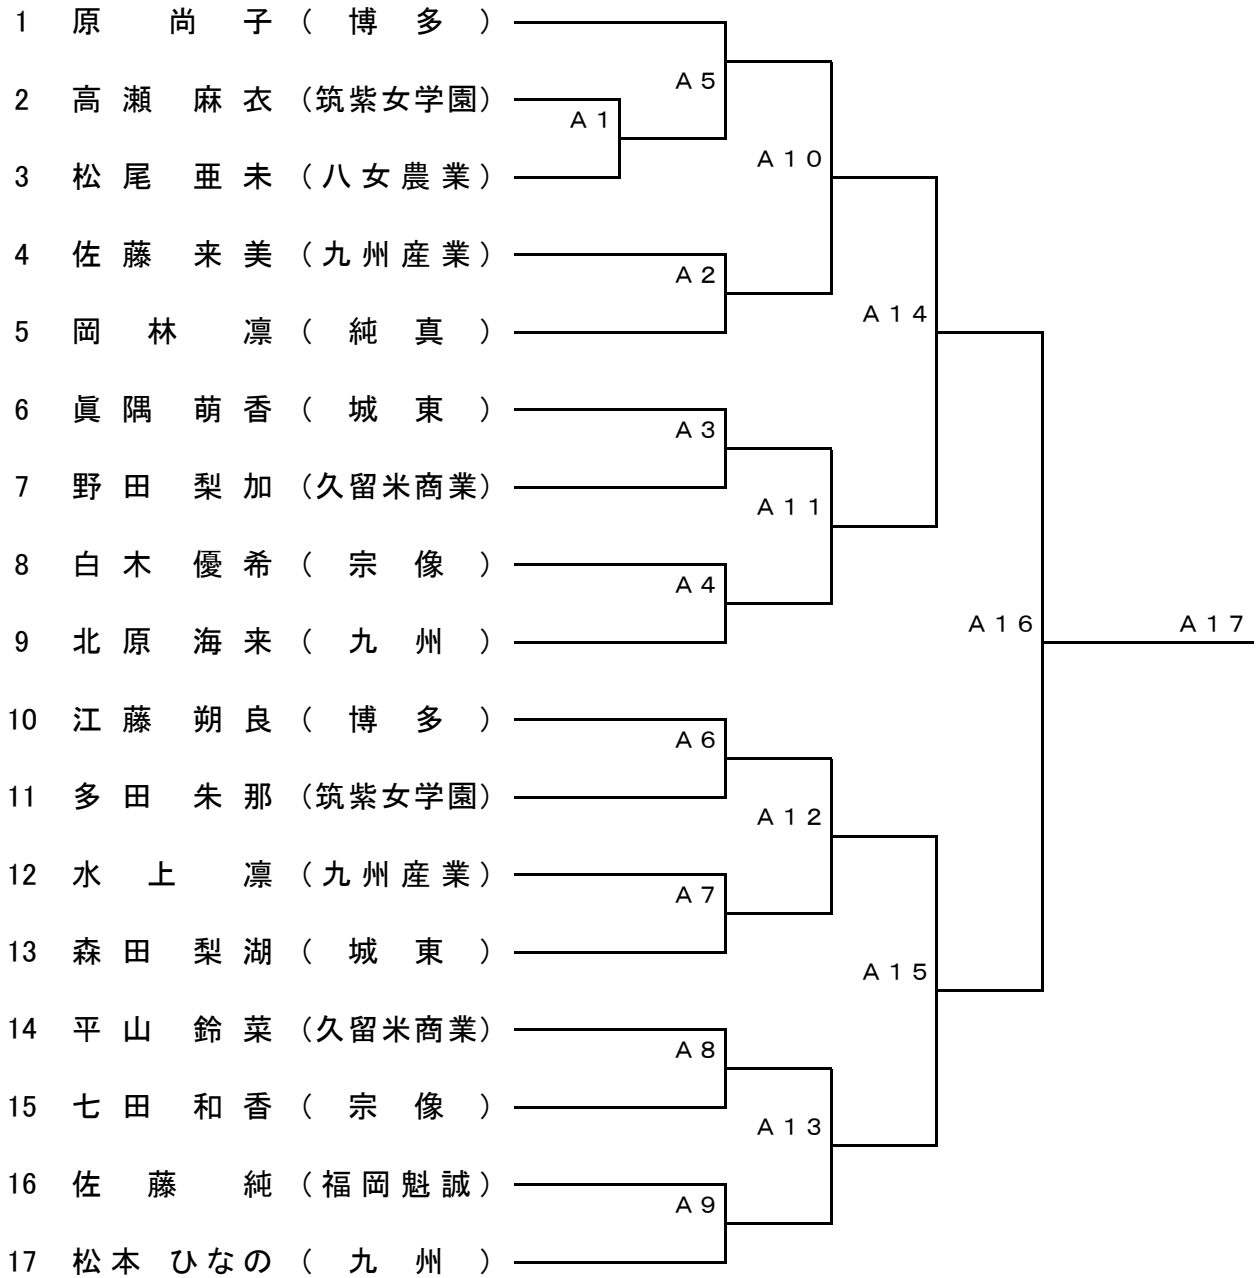 1 原 尚子 ( 博多 )
A5
2 高瀬 麻衣 (筑紫女学園)
A1
A10
3 松尾 亜未 (八女農業)
4 佐藤 来美 (九州産業)
A2
A14
5 岡林 凛 ( 純真 )
6 眞隅 萌香 ( 城東 )
A3
7 野田 梨加 (久留米商業)
A11
8 白木 優希 ( 宗像 )
A4
A16 A17
9 北原 海来 ( 九州 )
10 江藤 朔良 ( 博多 )
A6
11 多田 朱那 (筑紫女学園)
A12
12 水上 凛 (九州産業)
A7
13 森田 梨湖 ( 城東 )
A15
14 平山 鈴菜 (久留米商業)
A8
15 七田 和香 ( 宗像 )
A13
16 佐藤 純 (福岡魁誠)
A9
17 松本 ひなの ( 九州 )